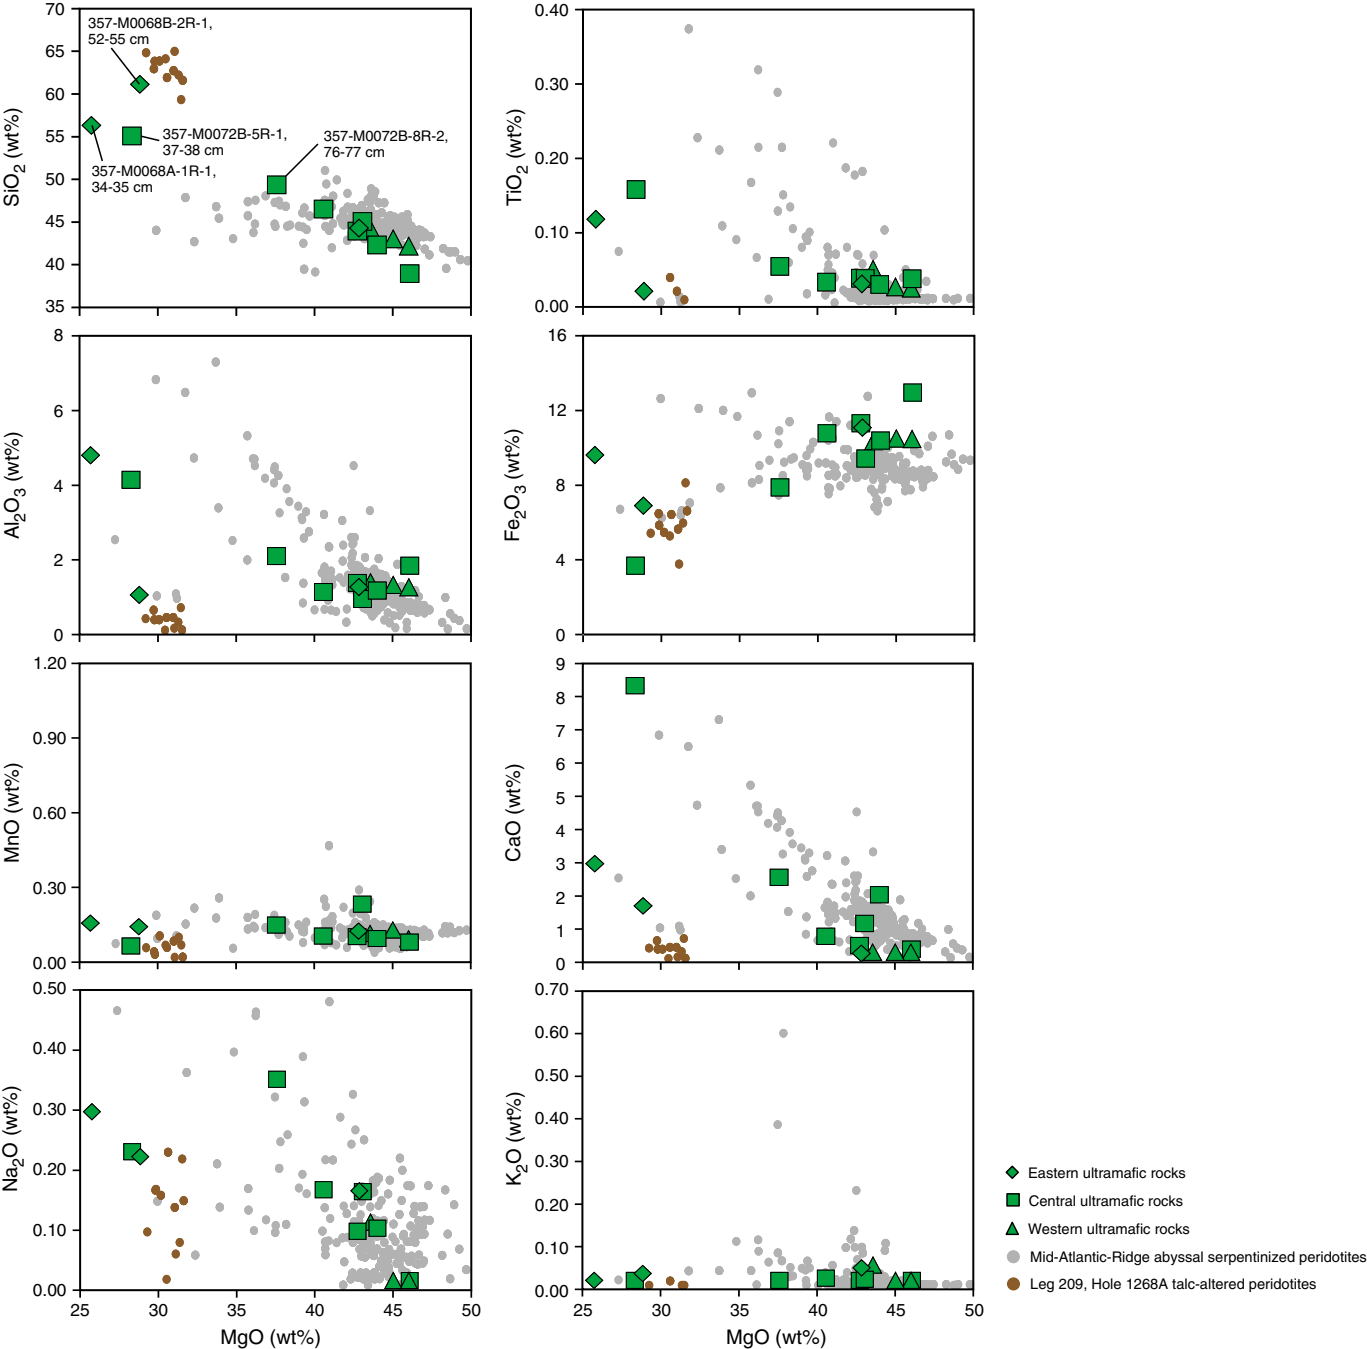 70
65
60
55
50
45
40
35
SiO2 (wt%)
357-M0068B-2R-1,
52-55 cm
357-M0072B-5R-1,
37-38 cm
357-M0072B-8R-2,
76-77 cm
357-M0068A-1R-1,
34-35 cm
0.40
0.30
0.20
0.10
0.00
TiO2 (wt%)
8
6
4
2
0
Al2O3 (wt%)
16
12
8
4
0
Fe2O3 (wt%)
1.20
0.90
0.60
0.30
0.00
MnO (wt%)
9
8
7
6
5
4
3
2
1
0
CaO (wt%)
0.50
0.40
0.30
0.20
0.10
0.00
Na2O (wt%)
25 30 35 40 45 50
MgO (wt%)
0.70
0.60
0.50
0.40
0.30
0.20
0.10
0.00
K2O (wt%)
25 30 35 40 45 50
MgO (wt%)
Eastern ultramafic rocks
Central ultramafic rocks
Western ultramafic rocks
Mid-Atlantic-Ridge abyssal serpentinized peridotites
Leg 209, Hole 1268A talc-altered peridotites